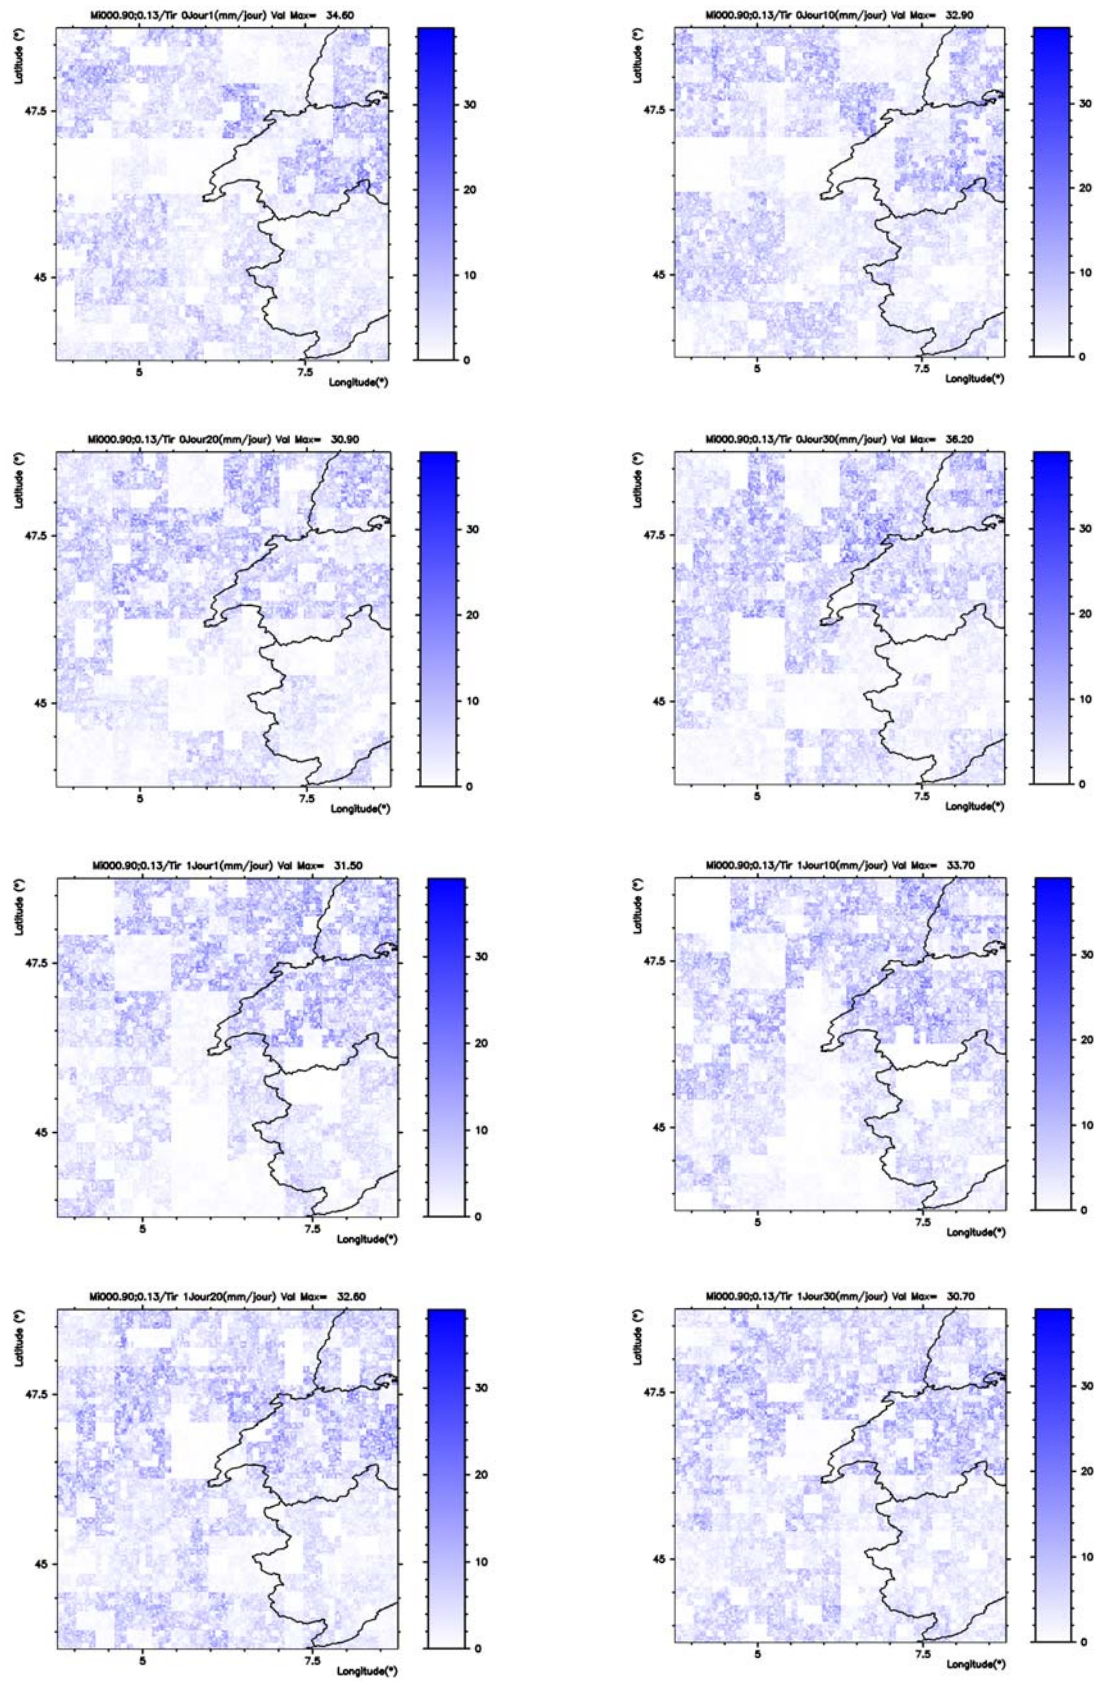 Mi000.90;0.13/Tir 0Jour1(mm/jour) Val Max= 34.60
Latitude (°)
47.5
45
5
7.5
Longitude(°)
30
20
10
0
Mi000.90;0.13/Tir 0Jour10(mm/jour) Val Max= 32.90
Latitude (°)
47.5
45
5
7.5
Longitude(°)
30
20
10
0
Mi000.90;0.13/Tir 0Jour20(mm/jour) Val Max= 30.90
Latitude (°)
47.5
45
5
7.5
Longitude(°)
30
20
10
0
Mi000.90;0.13/Tir 0Jour30(mm/jour) Val Max= 36.20
Latitude (°)
47.5
45
5
7.5
Longitude(°)
30
20
10
0
Mi000.90;0.13/Tir 1Jour1(mm/jour) Val Max= 31.50
Latitude (°)
47.5
45
5
7.5
Longitude(°)
30
20
10
0
Mi000.90;0.13/Tir 1Jour10(mm/jour) Val Max= 33.70
Latitude (°)
47.5
45
5
7.5
Longitude(°)
30
20
10
0
Mi000.90;0.13/Tir 1Jour20(mm/jour) Val Max= 32.60
Latitude (°)
47.5
45
5
7.5
Longitude(°)
30
20
10
0
Mi000.90;0.13/Tir 1Jour30(mm/jour) Val Max= 30.70
Latitude (°)
47.5
45
5
7.5
Longitude(°)
30
20
10
0